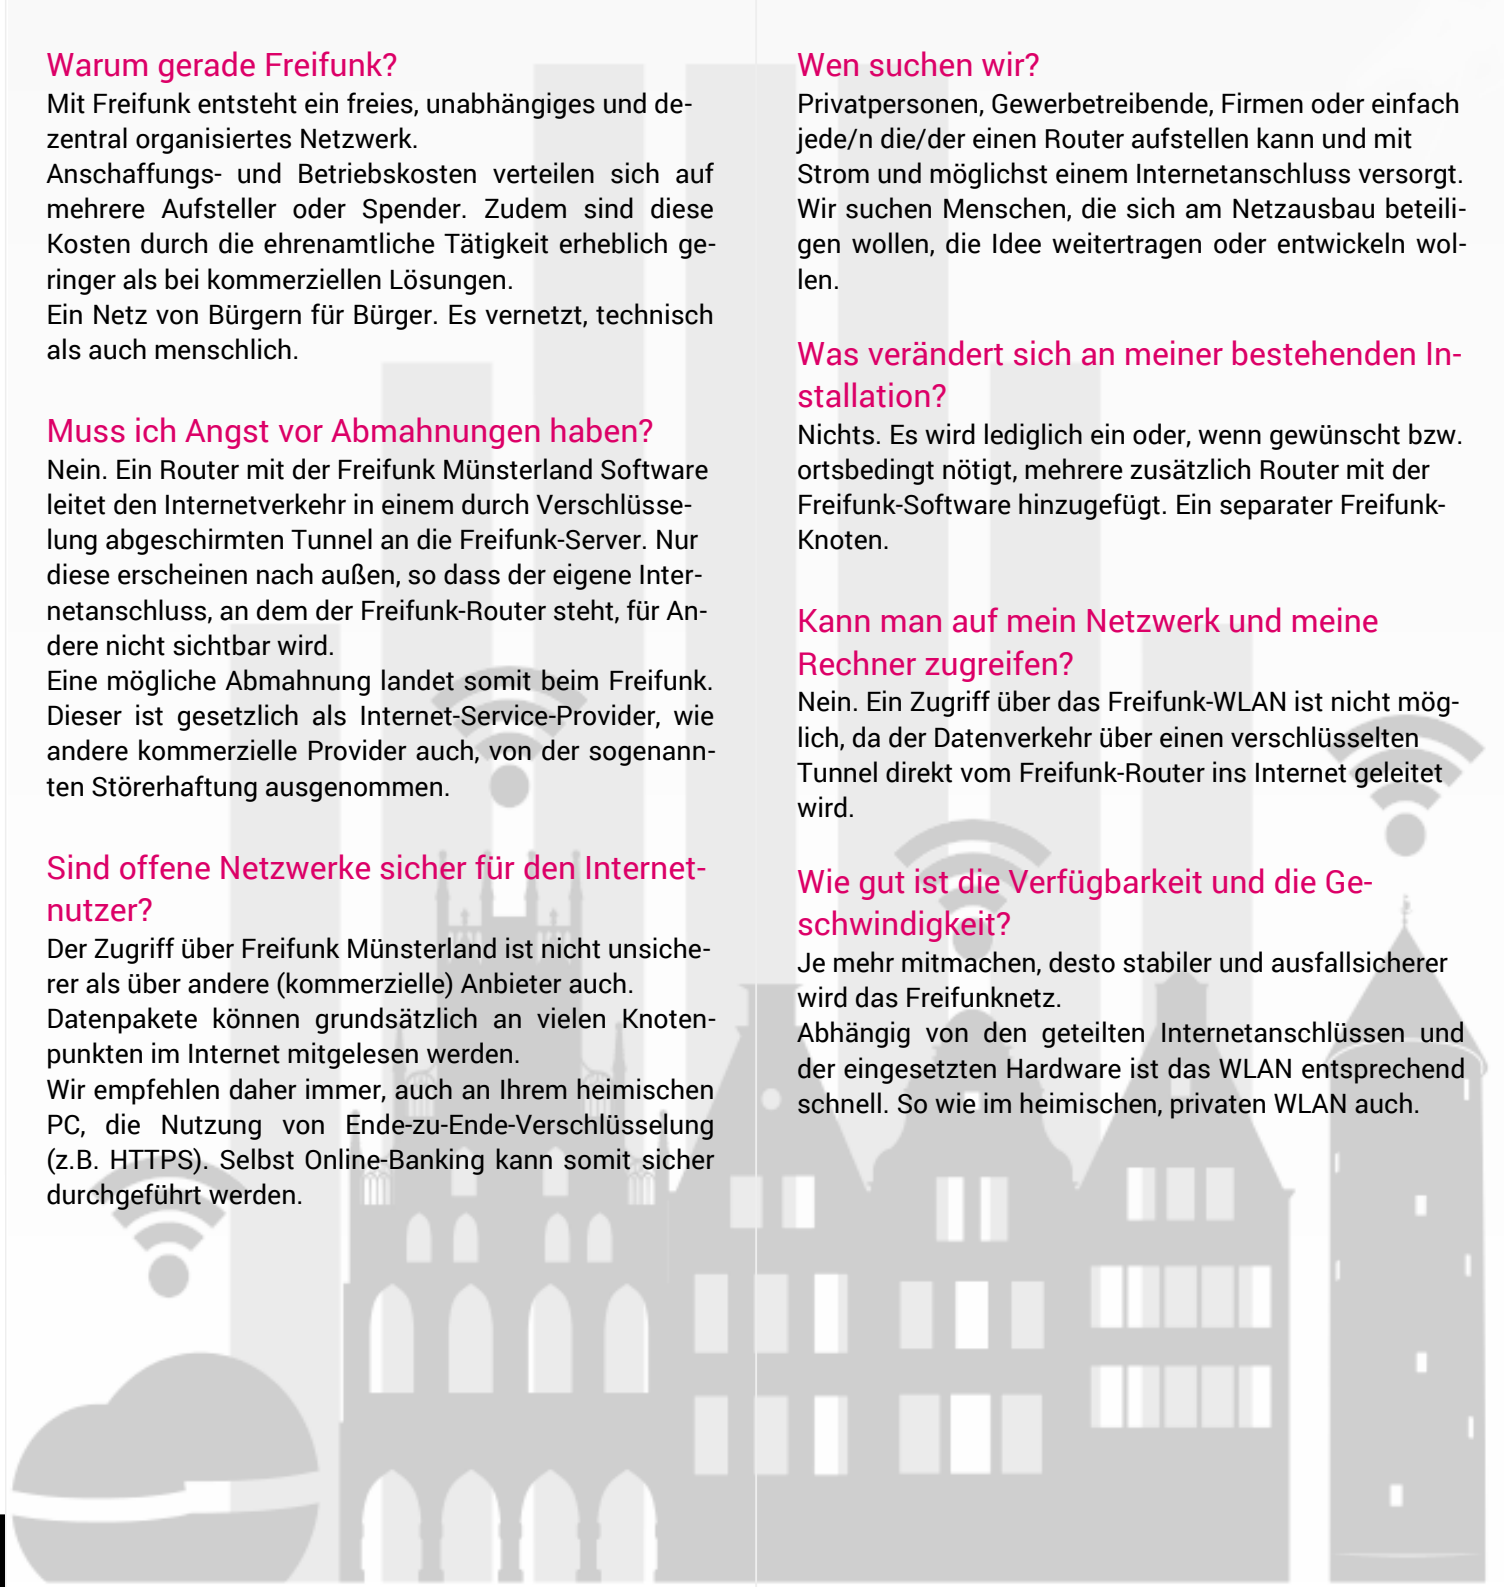 Warum gerade Freifunk?
Mit Freifunk entsteht ein freies, unabhängiges und de-
zentral organisiertes Netzwerk.
Anschaffungs- und Betriebskosten verteilen sich auf
mehrere Aufsteller oder Spender. Zudem sind diese
Kosten durch die ehrenamtliche Tätigkeit erheblich ge-
ringer als bei kommerziellen Lösungen.
Ein Netz von Bürgern für Bürger. Es vernetzt, technisch
als auch menschlich.
Muss ich Angst vor Abmahnungen haben?
Nein. Ein Router mit der Freifunk Münsterland Software
leitet den Internetverkehr in einem durch Verschlüsse-
lung abgeschirmten Tunnel an die Freifunk-Server. Nur
diese erscheinen nach außen, so dass der eigene Inter-
netanschluss, an dem der Freifunk-Router steht, für An-
dere nicht sichtbar wird.
Eine mögliche Abmahnung landet somit beim Freifunk.
Dieser ist gesetzlich als Internet-Service-Provider, wie
andere kommerzielle Provider auch, von der sogenann-
ten Störerhaftung ausgenommen.
Sind offene Netzwerke sicher für den Internet-
nutzer?
Der Zugriff über Freifunk Münsterland ist nicht unsiche-
rer als über andere (kommerzielle) Anbieter auch.
Datenpakete können grundsätzlich an vielen Knoten-
punkten im Internet mitgelesen werden.
Wir empfehlen daher immer, auch an Ihrem heimischen
PC, die Nutzung von Ende-zu-Ende-Verschlüsselung
(z.B. HTTPS). Selbst Online-Banking kann somit sicher
durchgeführt werden.
Wen suchen wir?
Privatpersonen, Gewerbetreibende, Firmen oder einfach
jede/n die/der einen Router aufstellen kann und mit
Strom und möglichst einem Internetanschluss versorgt.
Wir suchen Menschen, die sich am Netzausbau beteili-
gen wollen, die Idee weitertragen oder entwickeln wol-
len.
Was verändert sich an meiner bestehenden In-
stallation?
Nichts. Es wird lediglich ein oder, wenn gewünscht bzw.
ortsbedingt nötigt, mehrere zusätzlich Router mit der
Freifunk-Software hinzugefügt. Ein separater Freifunk-
Knoten.
Kann man auf mein Netzwerk und meine
Rechner zugreifen?
Nein. Ein Zugriff über das Freifunk-WLAN ist nicht mög-
lich, da der Datenverkehr über einen verschlüsselten
Tunnel direkt vom Freifunk-Router ins Internet geleitet
wird.
Wie gut ist die Verfügbarkeit und die Ge-
schwindigkeit?
Je mehr mitmachen, desto stabiler und ausfallsicherer
wird das Freifunknetz.
Abhängig von den geteilten Internetanschlüssen und
der eingesetzten Hardware ist das WLAN entsprechend
schnell. So wie im heimischen, privaten WLAN auch.